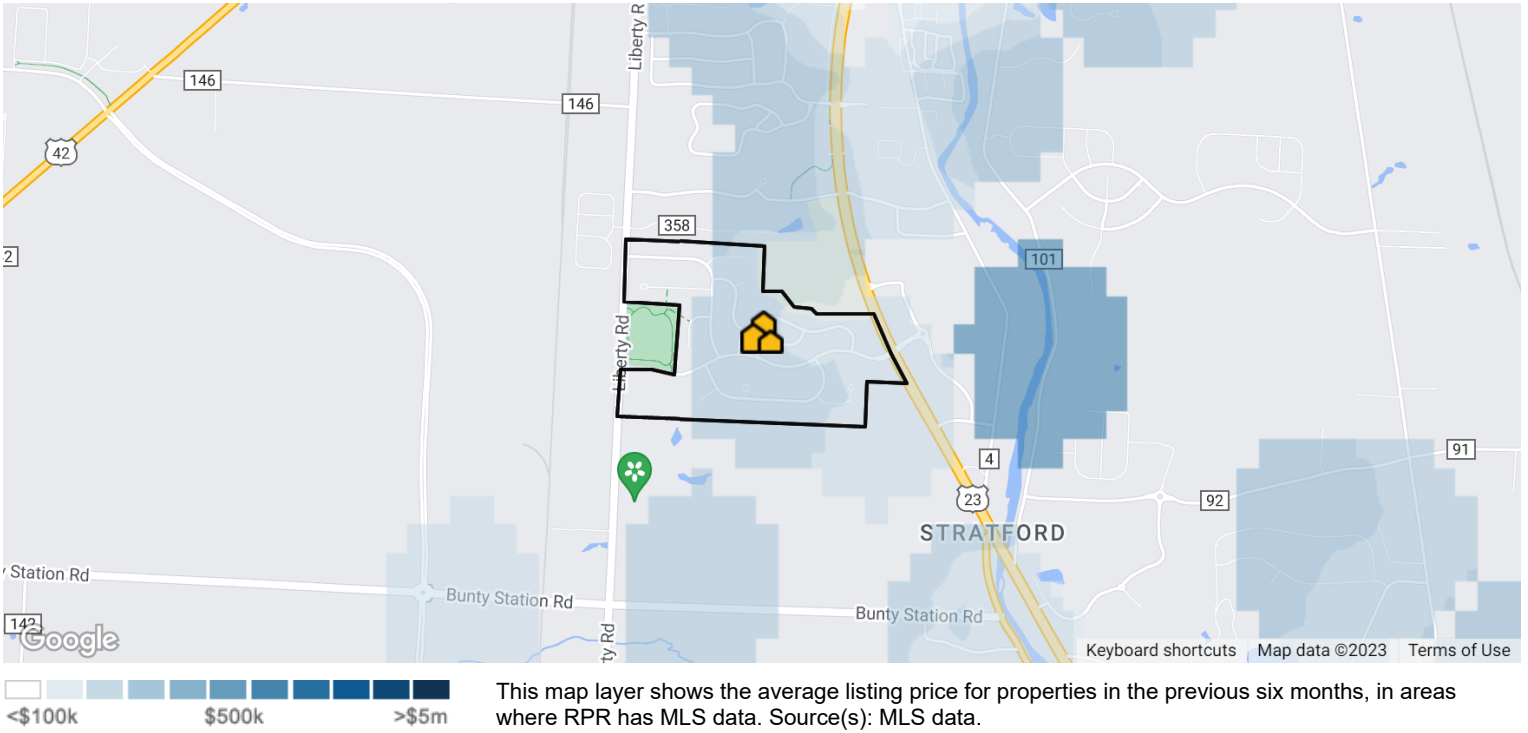 Liberty R
146
146
42
358
2
101
Liberty Rd
91
4
92
23
STRATFORD
y Station Rd
Bunty Station Rd
Bunty Station Rd
142
Google
ty Rd
Keyboard shortcuts Map data ©2023 Terms of Use
<$100k $500k >$5m
This map layer shows the average listing price for properties in the previous six months, in areas
where RPR has MLS data. Source(s): MLS data.